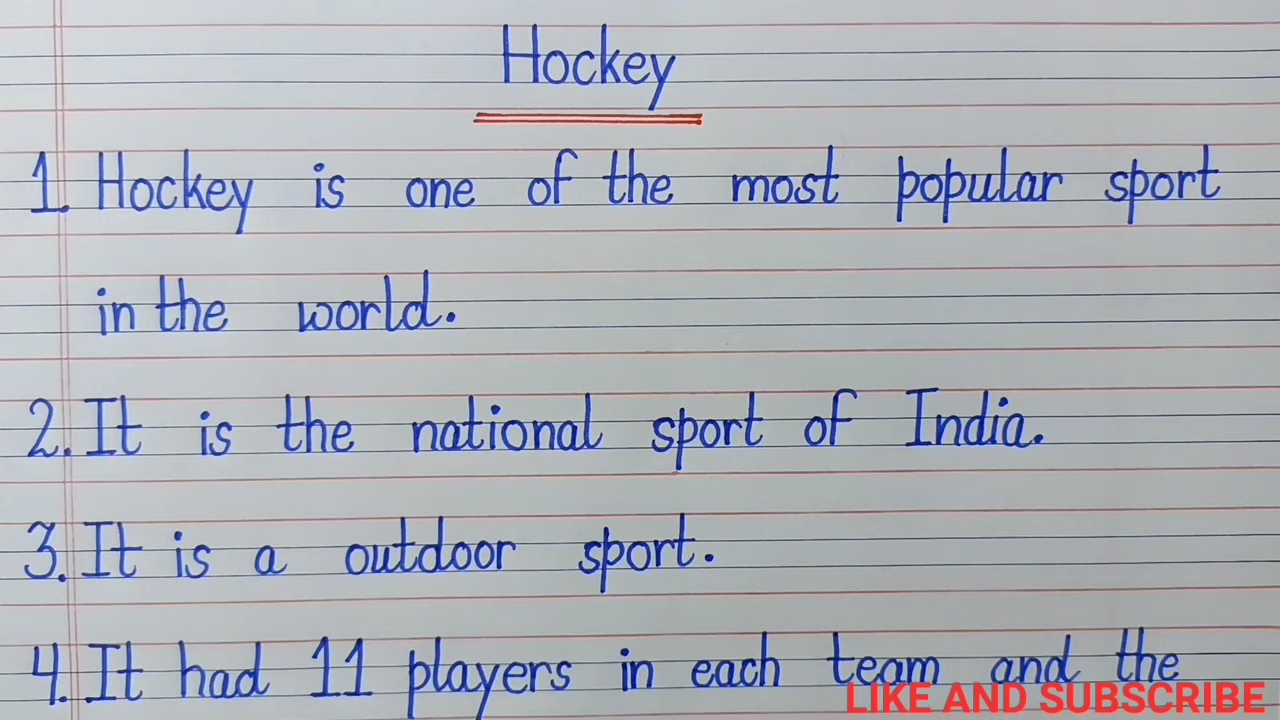 Hockey
1. Hockey is one of the most popular sport
in the world.
2. It is the national sport of India.
3. It is a outdoor sport.
4. It had 11 players in each team and the
LIKE AND SUBSCRIBE